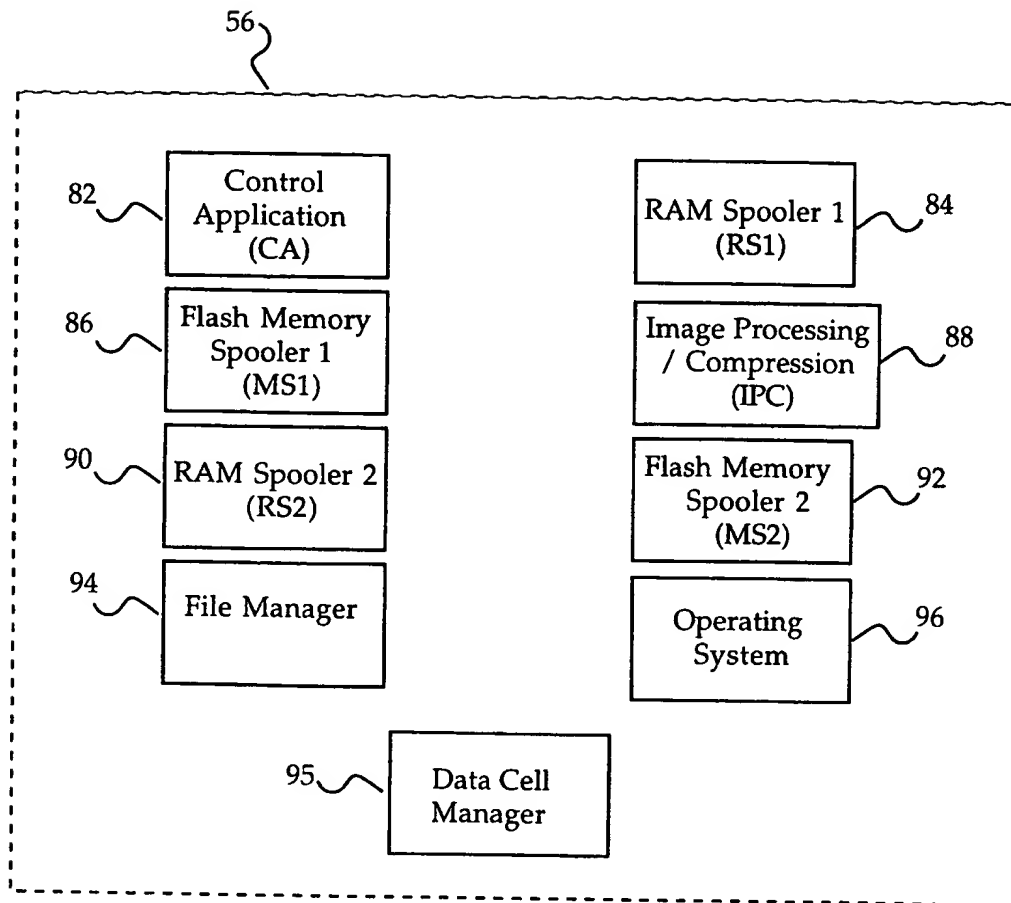 56
82
Control
Application
(CA)
RAM Spooler 1
(RS1)
84
86
Flash Memory
Spooler 1
(MS1)
Image Processing
/ Compression
(IPC)
88
90
RAM Spooler 2
(RS2)
Flash Memory
Spooler 2
(MS2)
92
94
File Manager
Operating
System
96
95
Data Cell
Manager